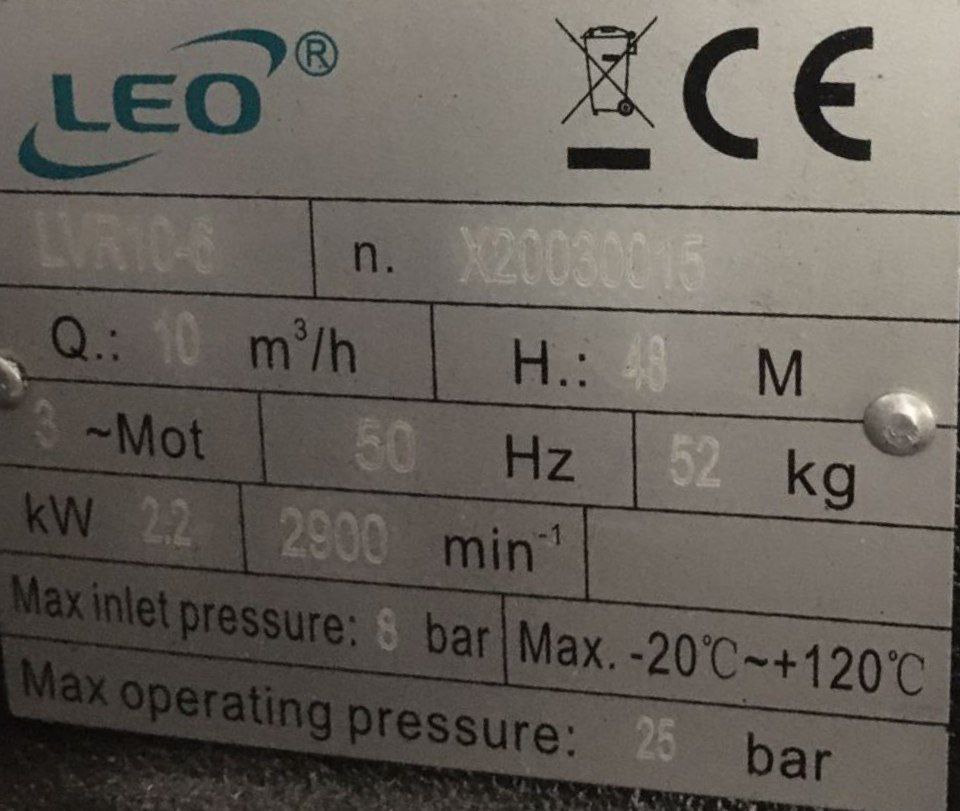 LEO®
CE
LVR10-6 n. X20030015
Q.: 10 m³/h H.: 48 M
3 ~Mot 50 Hz 52 kg
kW 2.2 2900 min⁻¹
Max inlet pressure: 8 bar Max. -20℃~+120℃
Max operating pressure: 25 bar